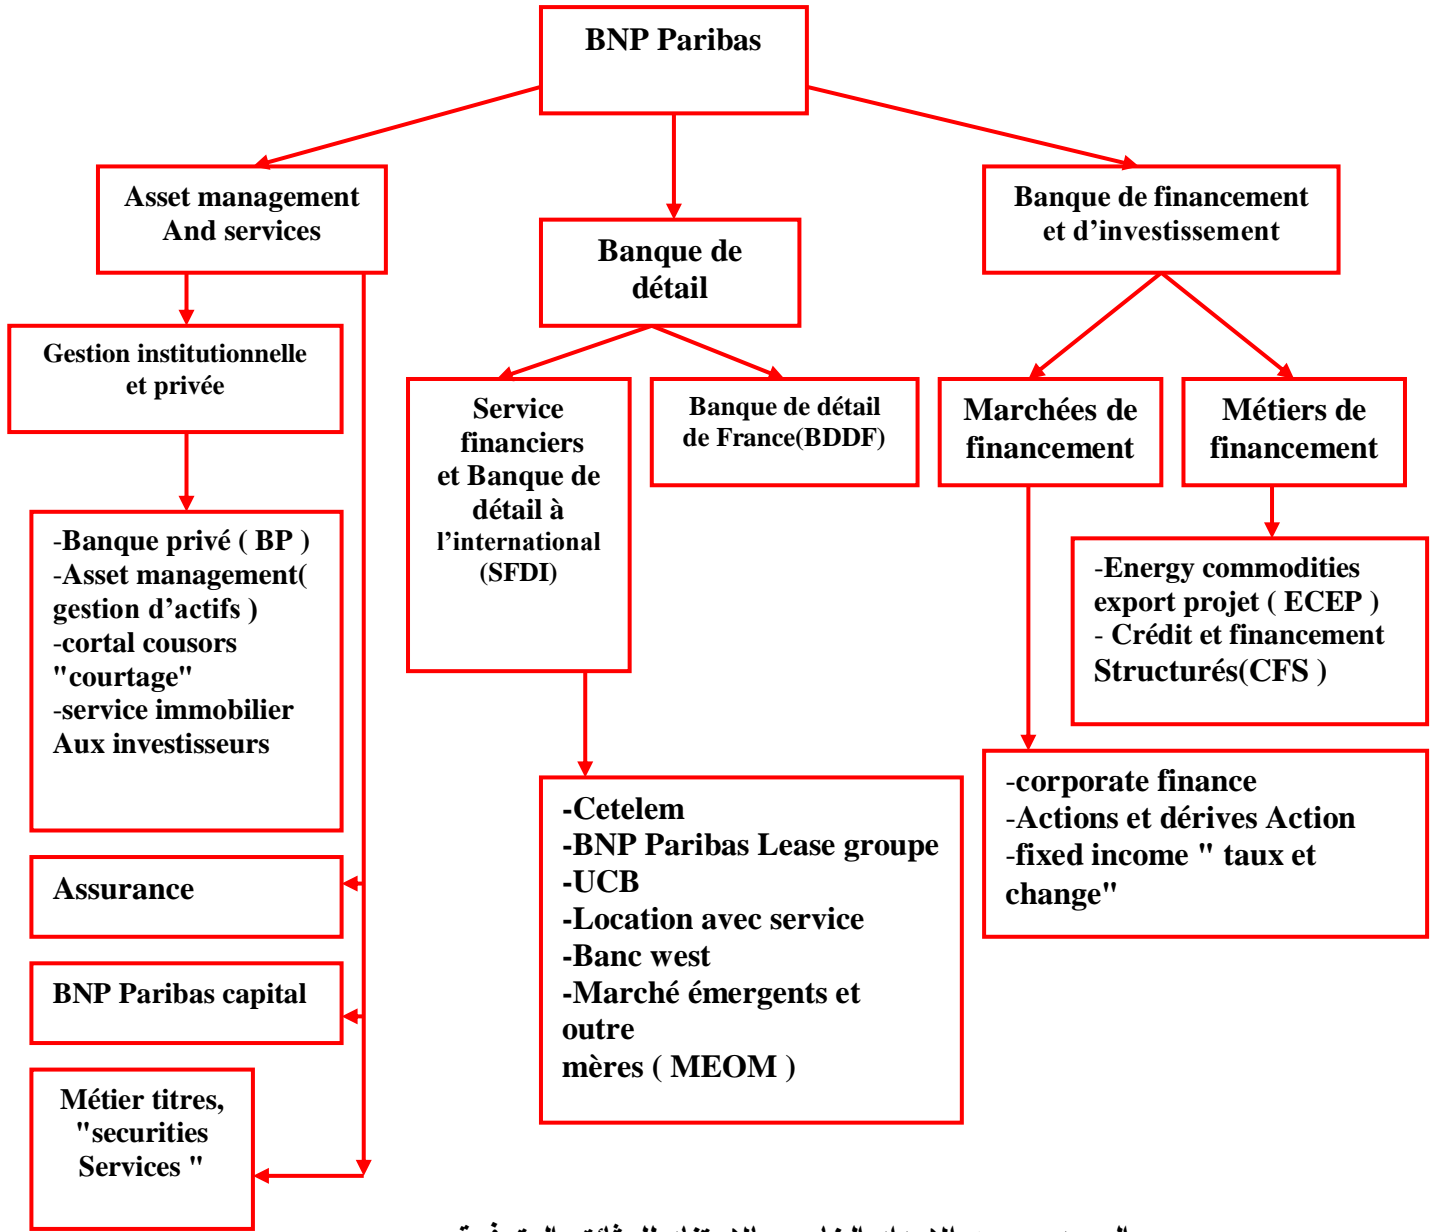 BNP Paribas
Asset management
And services
Banque de
détail
Banque de financement
et d’investissement
Gestion institutionnelle
et privée
Service
financiers
et Banque de
détail à
l’international
(SFDI)
Banque de détail
de France(BDDF)
Marchées de
financement
Métiers de
financement
-Banque privé ( BP )
-Asset management(
gestion d’actifs )
-cortal cousors
"courtage"
-service immobilier
Aux investisseurs
-Energy commodities
export projet ( ECEP )
- Crédit et financement
Structurés(CFS )
-corporate finance
-Actions et dérives Action
-fixed income " taux et
change"
-Cetelem
-BNP Paribas Lease groupe
-UCB
-Location avec service
-Banc west
-Marché émergents et
outre
mères ( MEOM )
Assurance
BNP Paribas capital
Métier titres,
"securities
Services "